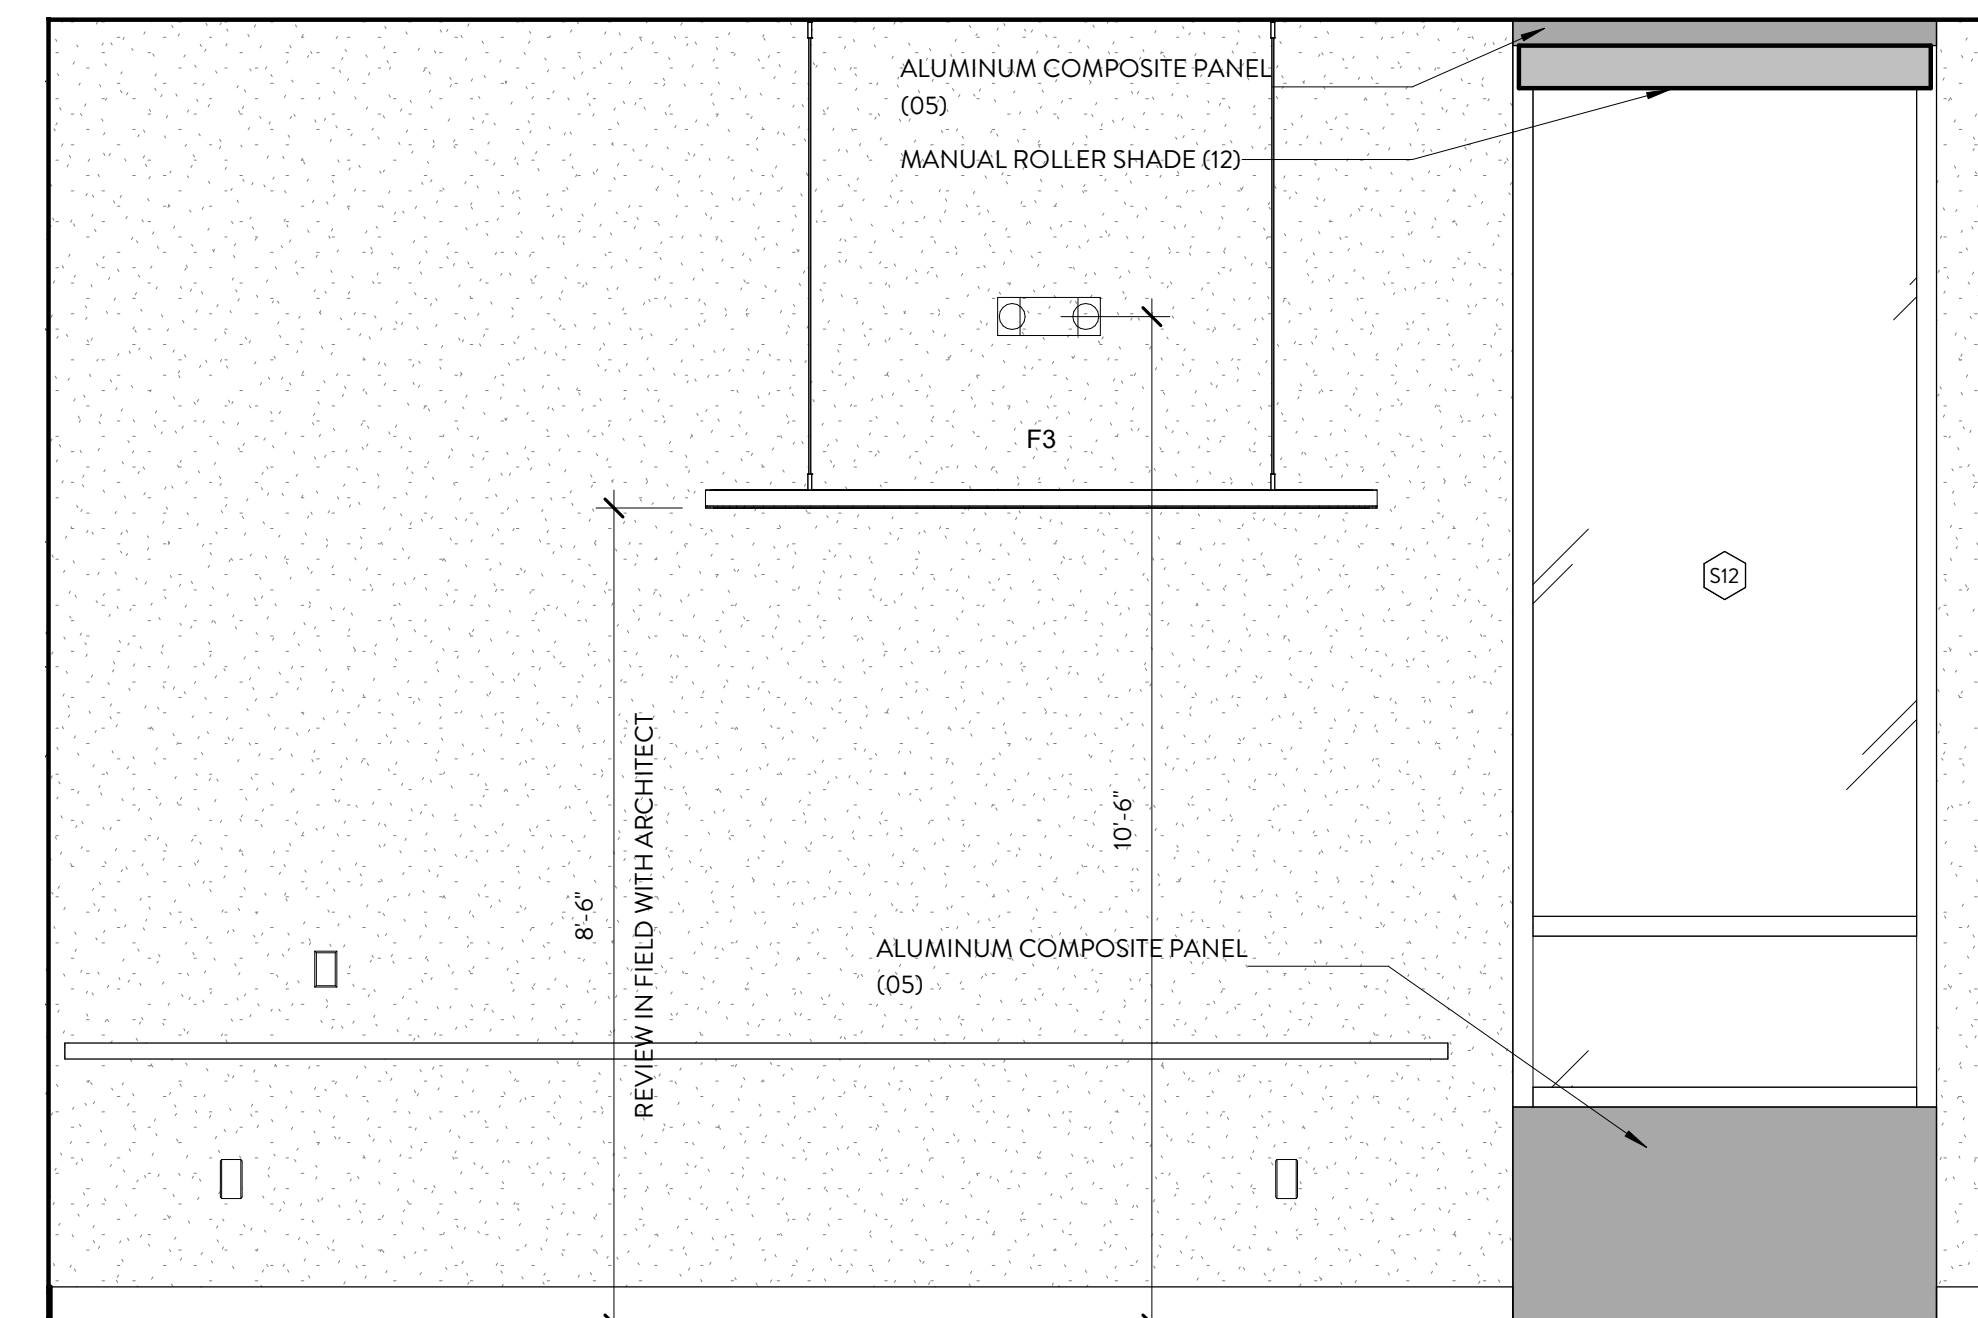 ALUMINUM COMPOSITE PANEL
(05)
MANUAL ROLLER SHADE (12)
F3
S12
REVIEW IN FIELD WITH ARCHITECT
10'-6"
8'-6"
ALUMINUM COMPOSITE PANEL
(05)